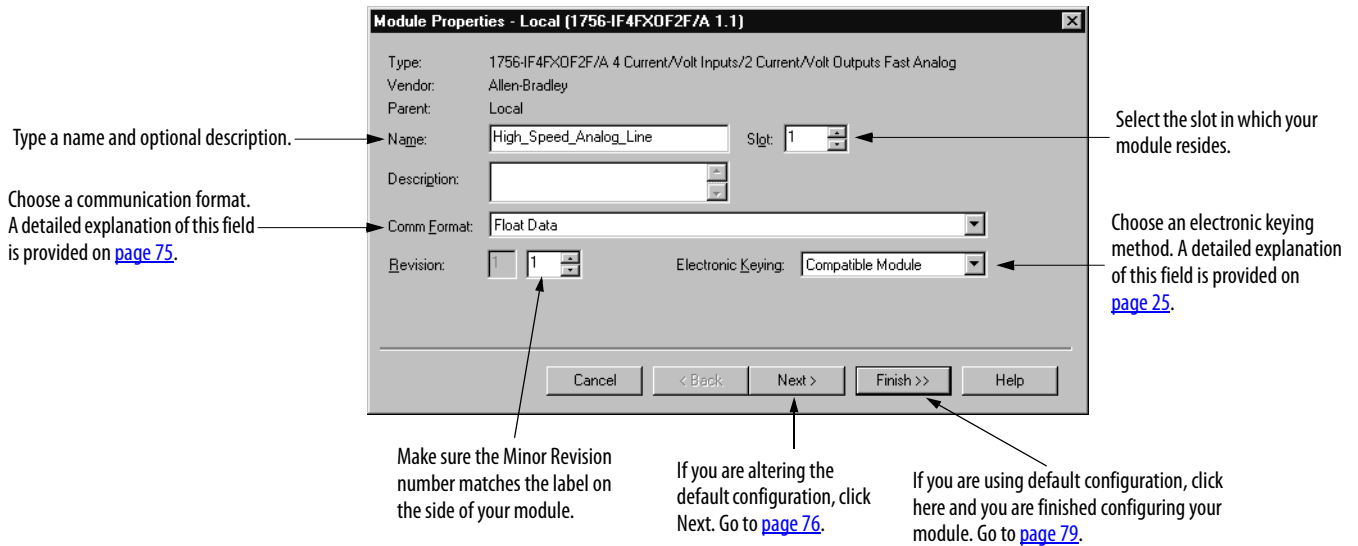 Module Properties - Local (1756-IF4FXOF2F/A 1.1)
Type: 1756-IF4FXOF2F/A 4 Current/Volt Inputs/2 Current/Volt Outputs Fast Analog
Vendor: Allen-Bradley
Parent: Local
Type a name and optional description.
Name: High_Speed_Analog_Line
Slot: 1
Select the slot in which your
module resides.
Description:
Choose a communication format.
A detailed explanation of this field
is provided on page 75.
Comm Format: Float Data
Choose an electronic keying
method. A detailed explanation
of this field is provided on
page 25.
Revision: 1 1
Electronic Keying: Compatible Module
Cancel
< Back
Next >
Finish >>
Help
Make sure the Minor Revision
number matches the label on
the side of your module.
If you are altering the
default configuration, click
Next. Go to page 76.
If you are using default configuration, click
here and you are finished configuring your
module. Go to page 79.